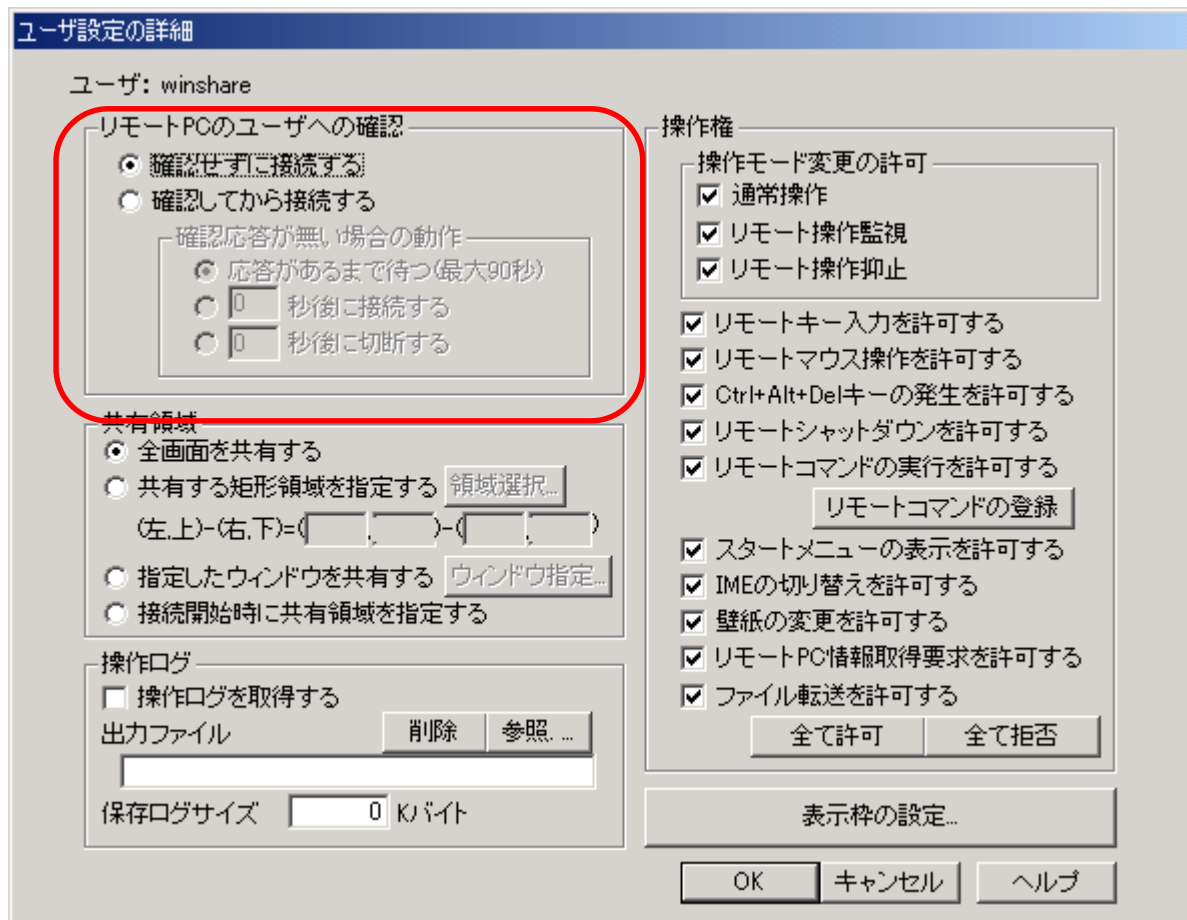 ユーザ設定の詳細
ユーザ: winshare
リモートPCのユーザへの確認
確認せずに接続する
確認してから接続する
確認応答が無い場合の動作
応答があるまで待つ(最大90秒)
0 秒後に接続する
0 秒後に切断する
共有領域
全画面を共有する
共有する矩形領域を指定する 領域選択...
(左,上)-(右,下)=( , )-( , )
指定したウィンドウを共有する ウィンドウ指定...
接続開始時に共有領域を指定する
操作ログ
操作ログを取得する
出力ファイル 削除 参照...
保存ログサイズ 0 Kバイト
操作権
操作モード変更の許可
通常操作
リモート操作監視
リモート操作抑止
リモートキー入力を許可する
リモートマウス操作を許可する
Ctrl+Alt+Delキーの発生を許可する
リモートシャットダウンを許可する
リモートコマンドの実行を許可する
リモートコマンドの登録
スタートメニューの表示を許可する
IMEの切り替えを許可する
壁紙の変更を許可する
リモートPC情報取得要求を許可する
ファイル転送を許可する
全て許可 全て拒否
表示枠の設定...
OK キャンセル ヘルプ